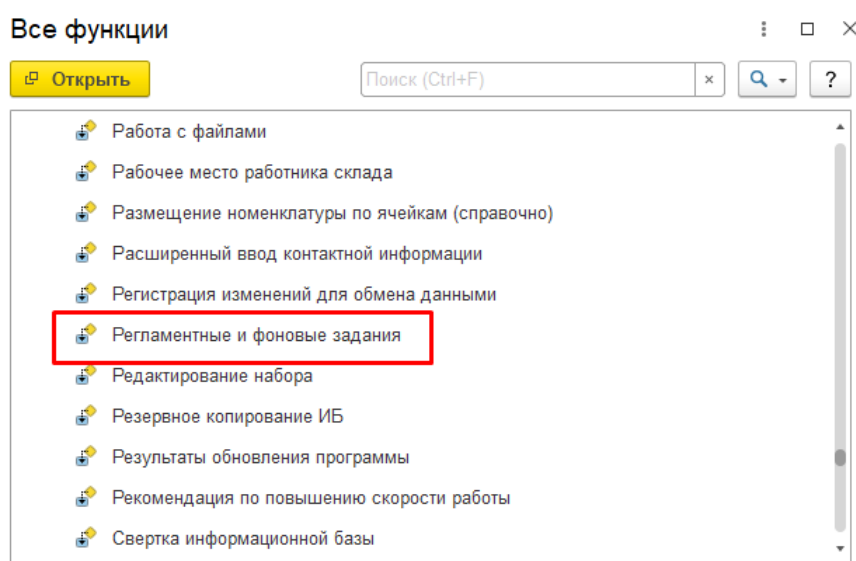 Все функции
Открыть
Поиск (Ctrl+F)
×
?
Работа с файлами
Рабочее место работника склада
Размещение номенклатуры по ячейкам (справочно)
Расширенный ввод контактной информации
Регистрация изменений для обмена данными
Регламентные и фоновые задания
Редактирование набора
Резервное копирование ИБ
Результаты обновления программы
Рекомендация по повышению скорости работы
Свертка информационной базы